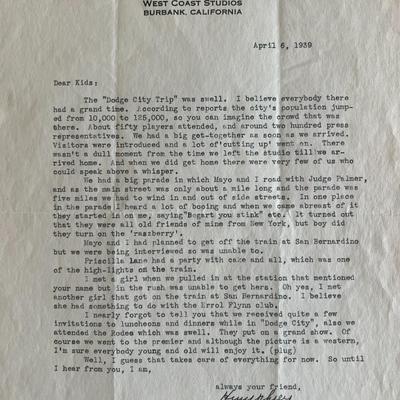 West Coast Studios
BURBANK, CALIFORNIA
April 6, 1939
Dear Kids:
The "Dodge City Trip" was swell. I believe everybody there
had a grand time. According to reports the city's population jump-
ed from 10,000 to 125,000, so you can imagine the crowd that was
there. About fifty players attended, and around two hundred press
representatives. We had a big get-together as soon as we arrived.
Visitors were introduced and a lot of'cutting up' went on. There
wasn't a dull moment from the time we left the studio till we ar-
rived home. And when we did get home there were very few of us who
could speak above a whisper.
We had a big parade in which Mayo and I road with Judge Palmer,
and as the main street was only about a mile long and the parade was
five miles we had to wind in and out of side streets. In one place
in the parade I heard a lot of booing and when we came abreast of it
they started in on me, saying"Bogart you stink" etc. It turned out
that they were all old friends of mine from New York, but boy did
they turn on the 'raszberry'.
Mayo and I had planned to get off the train at San Bernardino
but we were being interviewed so was unable to.
Priscilla Lane had a party with cake and all, which was one
of the high-lights on the train.
I met a girl when we pulled in at the station that mentioned
your name but in the rush was unable to get hers. Oh yes, I met
another girl that got on the train at San Bernardino. I believe
she had something to do with the Errol Flynn club.
I nearly forgot to tell you that we received quite a few
invitations to luncheons and dinners while in "Dodge City", also we
attended the Rodeo which was swell. They put on a grand show. Of
course we went to the premier and although the picture is a western,
I'm sure everybody young and old will enjoy it. (plug)
Well, I guess that takes care of everything for now. So until
I hear from you, I am,
always your friend,